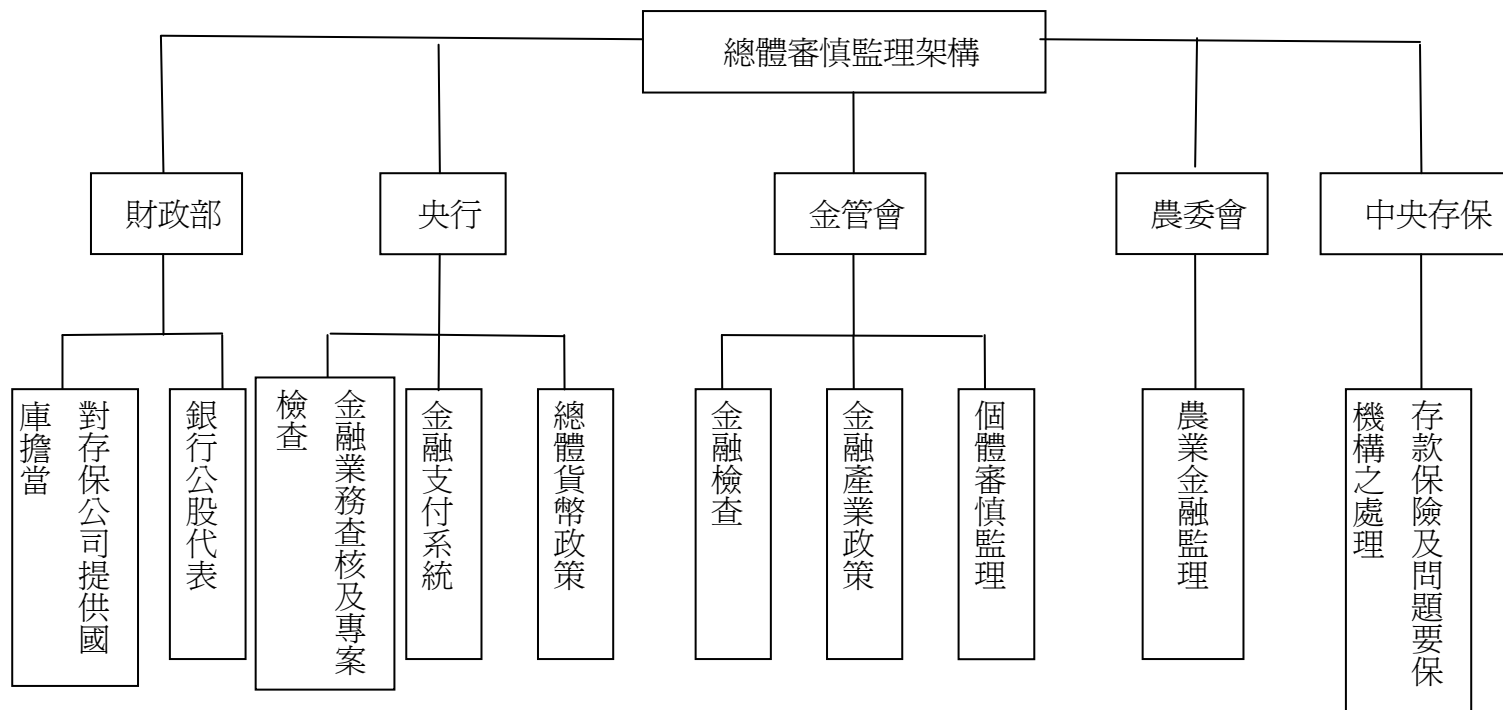 總體審慎監理架構
財政部
央行
金管會
農委會
中央存保
對存保公司提供國
庫擔當
銀行公股代表
金融業務查核及專案
檢查
金融支付系統
總體貨幣政策
金融檢查
金融產業政策
個體審慎監理
農業金融監理
存款保險及問題要保
機構之處理